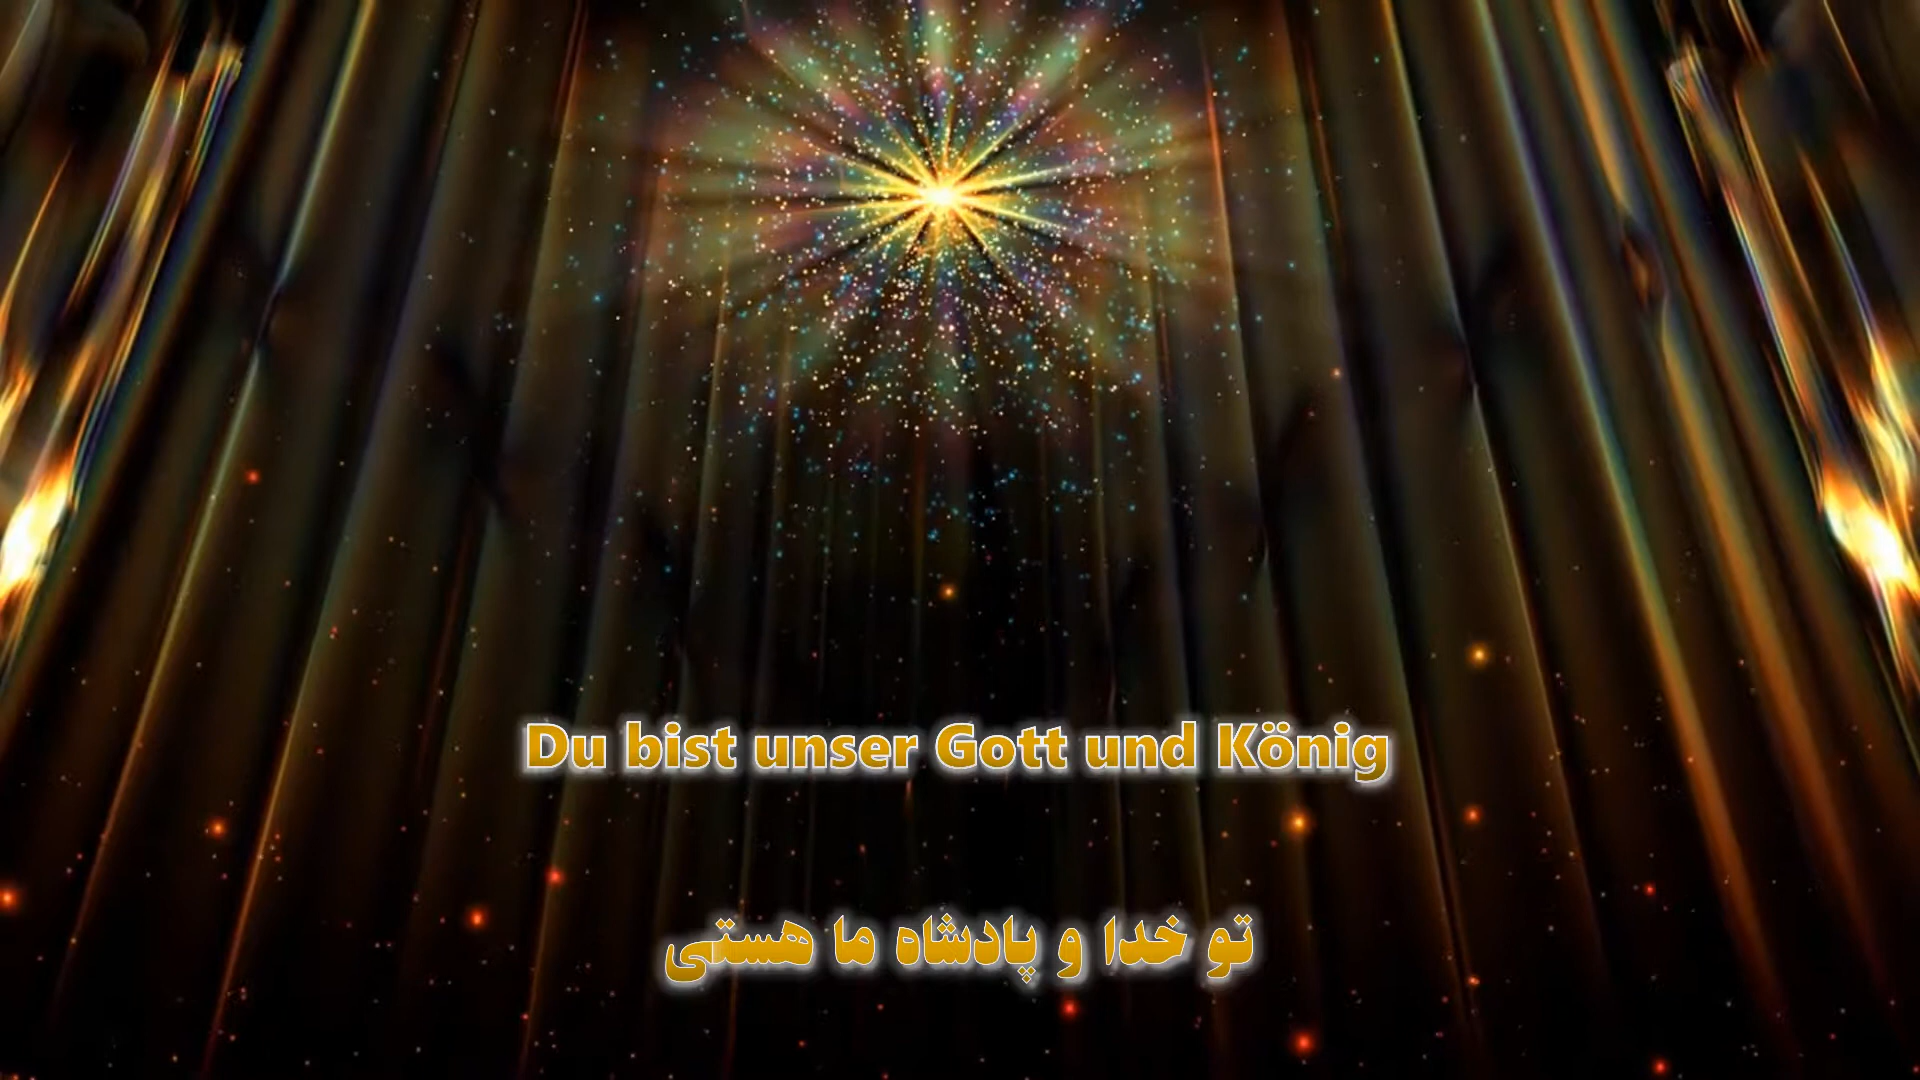 Du bist unser Gott und König
تو خدا و پادشاه ما هستی